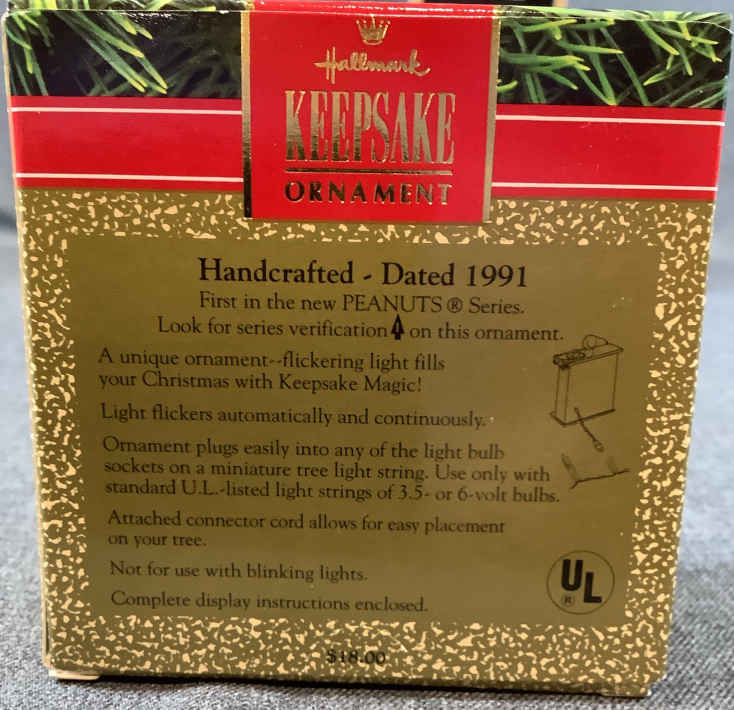 Hallmark
KEEPSAKE
ORNAMENT
Handcrafted - Dated 1991
First in the new PEANUTS ® Series.
Look for series verification on this ornament.
A unique ornament--flickering light fills
your Christmas with Keepsake Magic!
Light flickers automatically and continuously.
Ornament plugs easily into any of the light bulb
sockets on a miniature tree light string. Use only with
standard U.L.-listed light strings of 3.5- or 6-volt bulbs.
Attached connector cord allows for easy placement
on your tree.
Not for use with blinking lights.
Complete display instructions enclosed.
UL ®
$18.00